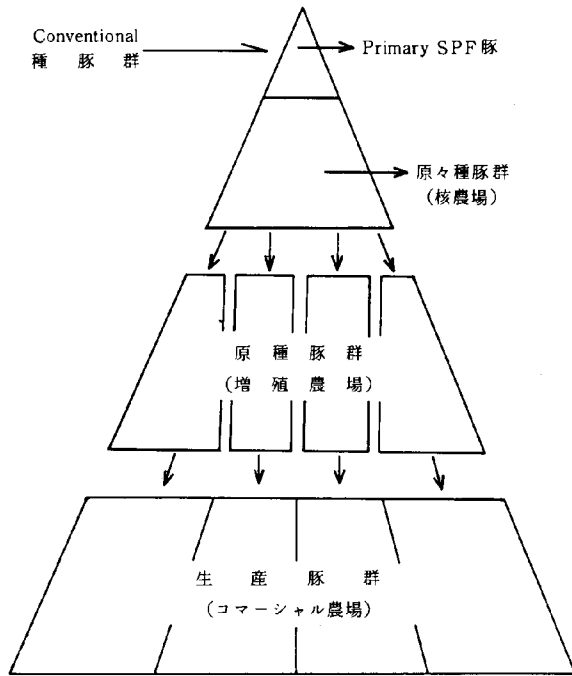 Conventional
種豚群
Primary SPF豚
原々種豚群
(核農場)
原種豚群
(増殖農場)
生産豚群
(コマーシャル農場)